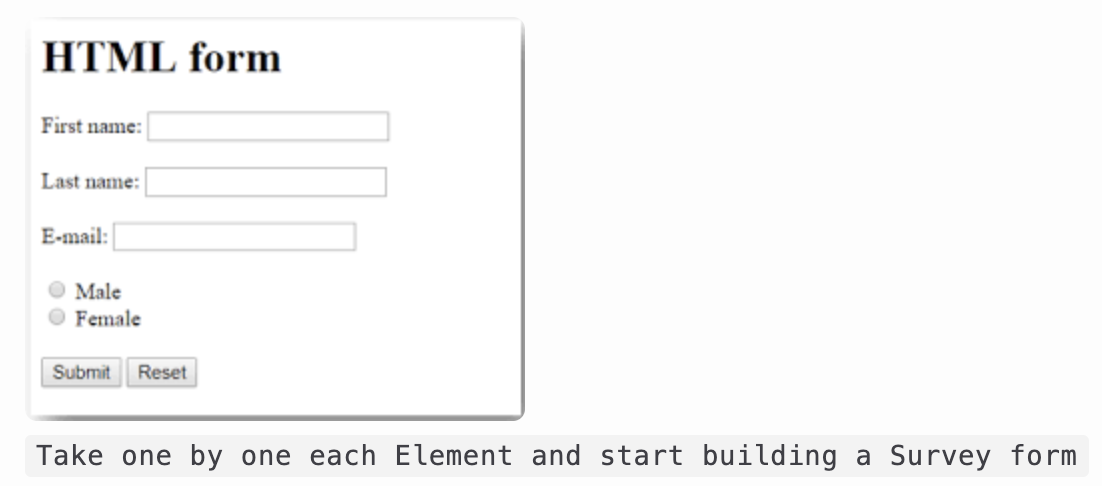 HTML form
First name:
Last name:
E-mail:
Male
Female
Submit Reset
Take one by one each Element and start building a Survey form